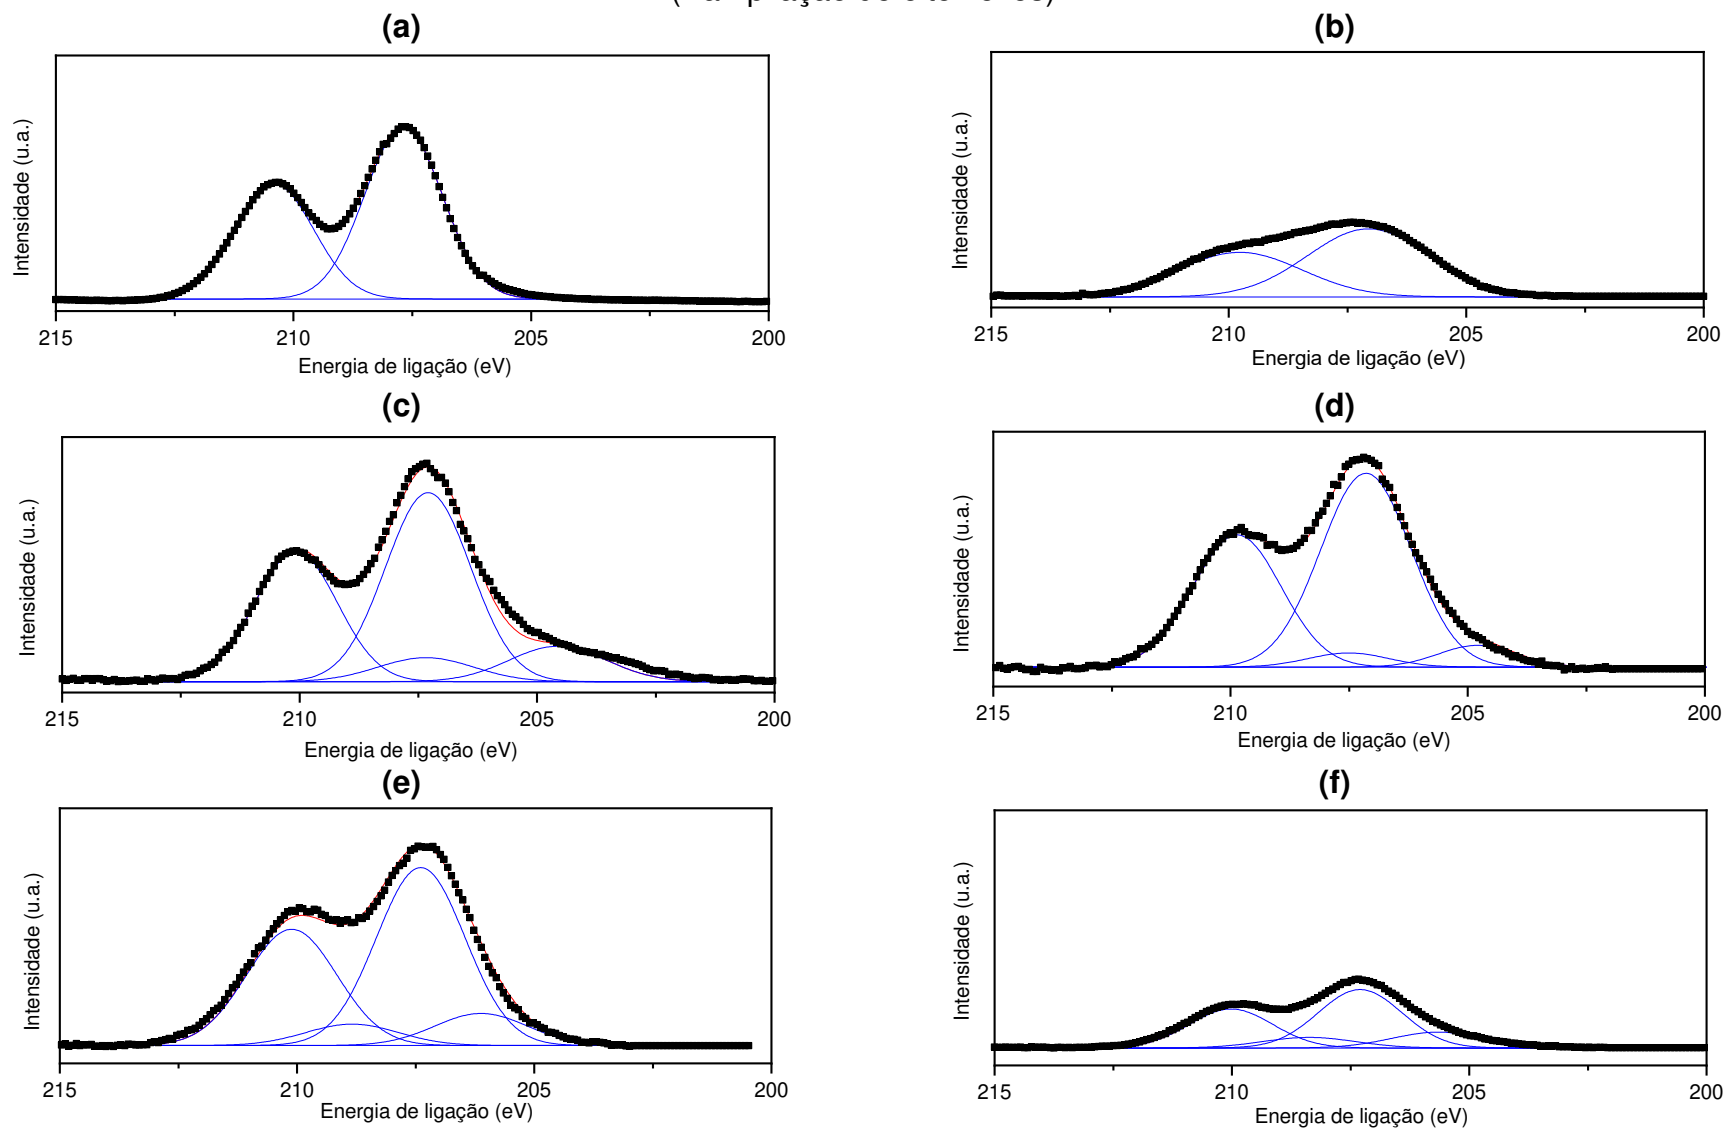 (a)
Intensidade (u.a.)
215 210 205 200
Energia de ligação (eV)
(b)
Intensidade (u.a.)
215 210 205 200
Energia de ligação (eV)
(c)
Intensidade (u.a.)
215 210 205 200
Energia de ligação (eV)
(d)
Intensidade (u.a.)
215 210 205 200
Energia de ligação (eV)
(e)
Intensidade (u.a.)
215 210 205 200
Energia de ligação (eV)
(f)
Intensidade (u.a.)
215 210 205 200
Energia de ligação (eV)